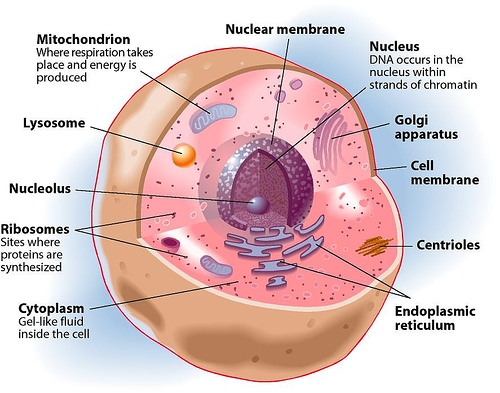 Nuclear membrane
Mitochondrion
Where respiration takes
place and energy is
produced
Nucleus
DNA occurs in the
nucleus within
strands of chromatin
Lysosome
Golgi
apparatus
Cell
membrane
Nucleolus
Ribosomes
Sites where
proteins are
synthesized
Centrioles
Cytoplasm
Gel-like fluid
inside the cell
Endoplasmic
reticulum